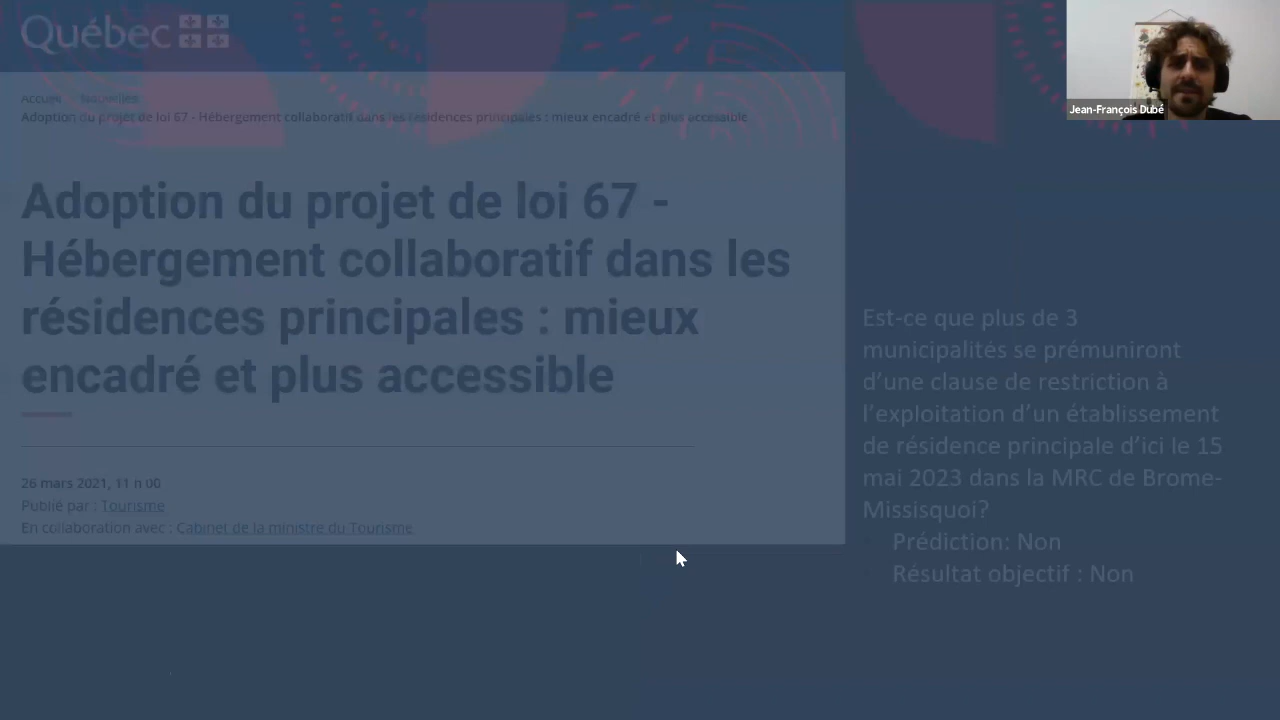 Québec
Accueil Nouvelles
Adoption du projet de loi 67 - Hébergement collaboratif dans les résidences principales : mieux encadré et plus accessible
Adoption du projet de loi 67 -
Hébergement collaboratif dans les
résidences principales : mieux
encadré et plus accessible
26 mars 2021, 11 h 00
Publié par : Tourisme
En collaboration avec : Cabinet de la ministre du Tourisme
Est-ce que plus de 3
municipalités se prémuniront
d'une clause de restriction à
l'exploitation d'un établissement
de résidence principale d'ici le 15
mai 2023 dans la MRC de Brome-
Missisquoi?
Prédiction: Non
Résultat objectif : Non
Jean-François Dubé